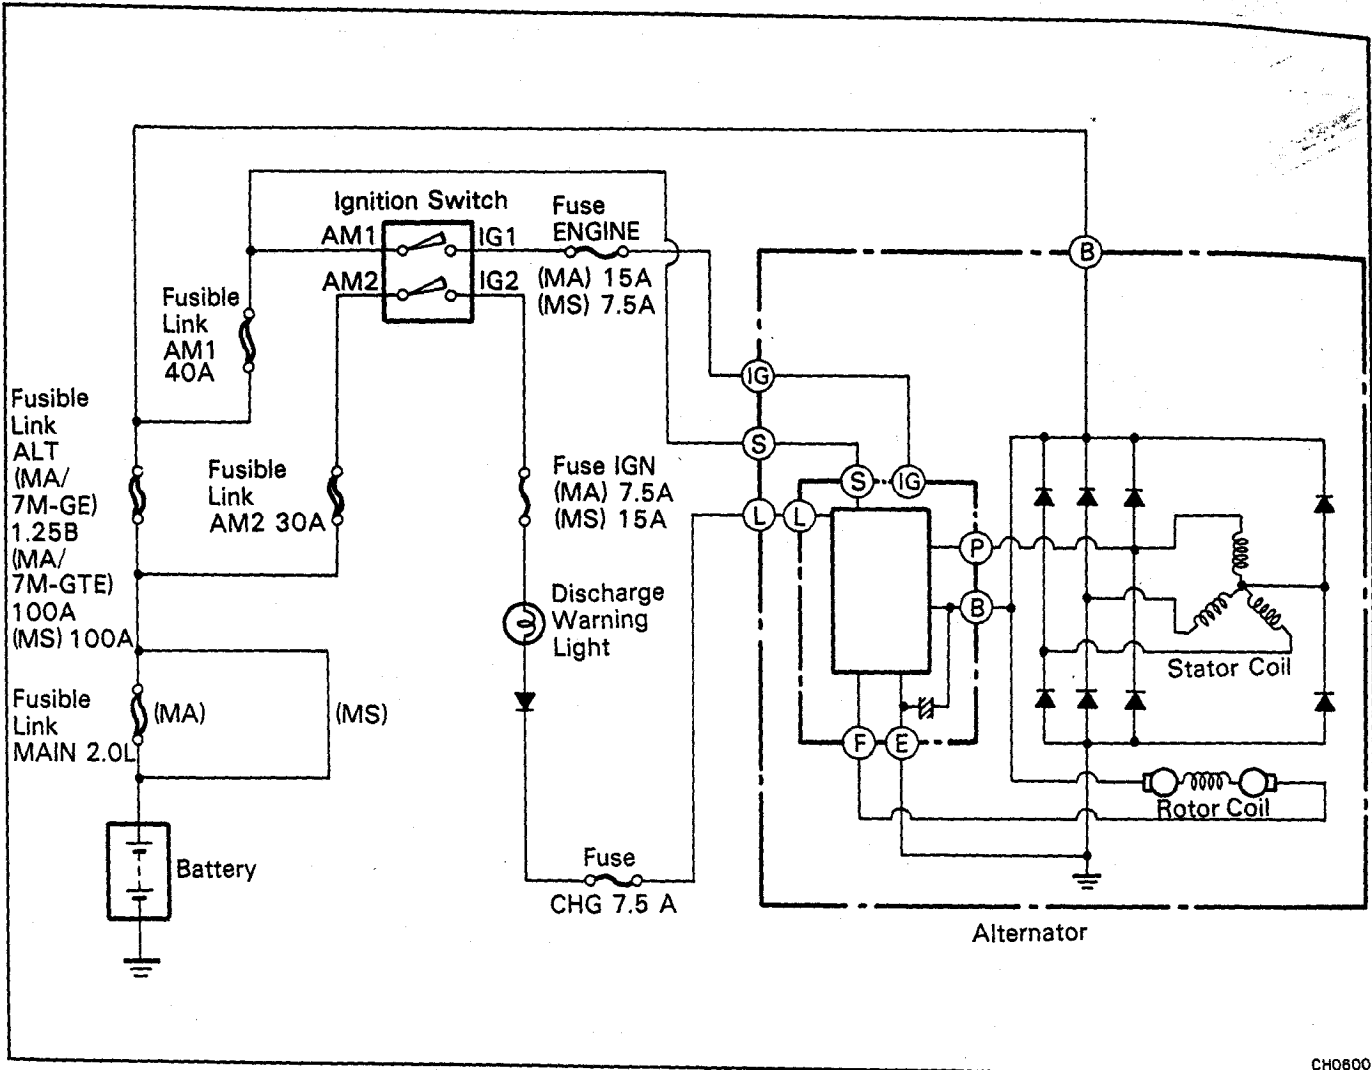 Ignition Switch
AM1
IG1
AM2
IG2
Fuse
ENGINE
(MA) 15A
(MS) 7.5A
B
Fusible
Link
AM1
40A
IG
S
L
Fusible
Link
ALT
(MA/
7M-GE)
1.25B
(MA/
7M-GTE)
100A
(MS) 100A
Fusible
Link
AM2 30A
Fuse IGN
(MA) 7.5A
(MS) 15A
S
IG
L
P
B
F
E
Discharge
Warning
Light
Stator Coil
Fusible
Link
MAIN 2.0L
(MA)
(MS)
Rotor Coil
Battery
Fuse
CHG 7.5 A
Alternator
CH0600